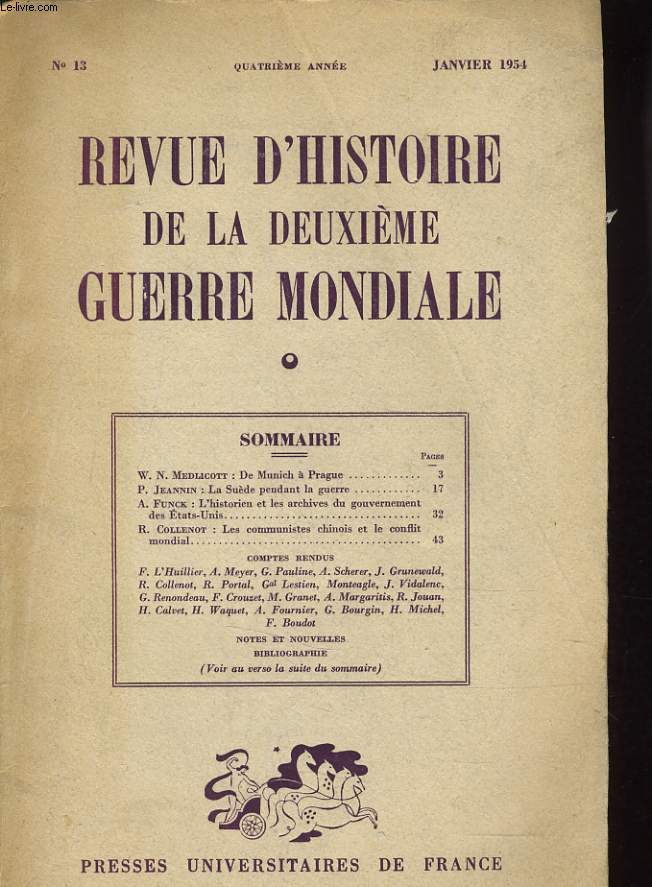 Le-livre.com
No 13 QUATRIÈME ANNÉE JANVIER 1954
REVUE D'HISTOIRE
DE LA DEUXIÈME
GUERRE MONDIALE
SOMMAIRE
PAGES
W. N. MEDLICOTT : De Munich à Prague ............. 3
P. JEANNIN : La Suède pendant la guerre ............ 17
A. FUNCK : L'historien et les archives du gouvernement
des États-Unis................................... 32
R. COLLENOT : Les communistes chinois et le conflit
mondial......................................... 43
COMPTES RENDUS
F. L'Huillier, A. Meyer, G. Pauline, A. Scherer, J. Grunewald,
R. Collenot, R. Portal, Gal Lestien, Monteagle, J. Vidalenc,
G. Renondeau, F. Crouzet, M. Granet, A. Margaritis, R. Jouan,
H. Calvet, H. Waquet, A. Fournier, G. Bourgin, H. Michel,
F. Boudot
NOTES ET NOUVELLES
BIBLIOGRAPHIE
(Voir au verso la suite du sommaire)
PRESSES UNIVERSITAIRES DE FRANCE